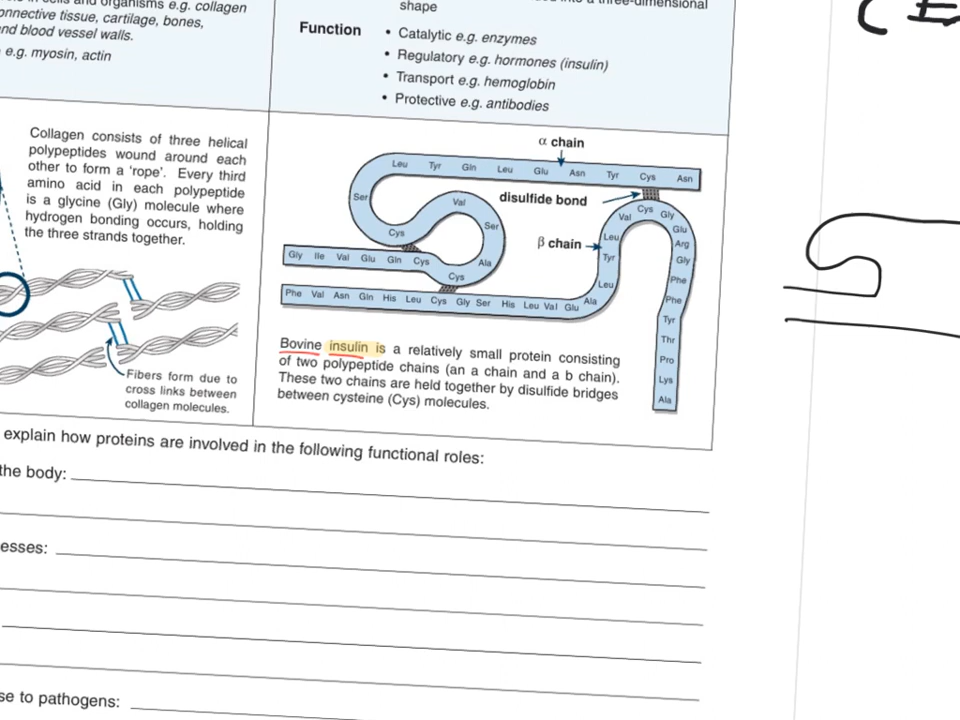 organisms e.g. collagen
connective tissue, cartilage, bones,
and blood vessel walls.
e.g. myosin, actin
a three-dimensional
shape
Function
• Catalytic e.g. enzymes
• Regulatory e.g. hormones (insulin)
• Transport e.g. hemoglobin
• Protective e.g. antibodies
Collagen consists of three helical
polypeptides wound around each
other to form a 'rope'. Every third
amino acid in each polypeptide
is a glycine (Gly) molecule where
hydrogen bonding occurs, holding
the three strands together.
Fibers form due to
cross links between
collagen molecules.
α chain
Leu Tyr Gln Leu Glu Asn Tyr Cys Asn
disulfide bond
Ser
Val
Cys
Ser
Ala
Cys
β chain
Gly Ile Val Glu Gln Cys
Phe Val Asn Gln His Leu Cys Gly Ser His Leu Val Glu Ala
Leu
Tyr
Leu
Val
Cys
Gly
Glu
Arg
Gly
Phe
Phe
Tyr
Thr
Pro
Lys
Ala
Bovine insulin is a relatively small protein consisting
of two polypeptide chains (an a chain and a b chain).
These two chains are held together by disulfide bridges
between cysteine (Cys) molecules.
explain how proteins are involved in the following functional roles:
the body:
esses:
se to pathogens: